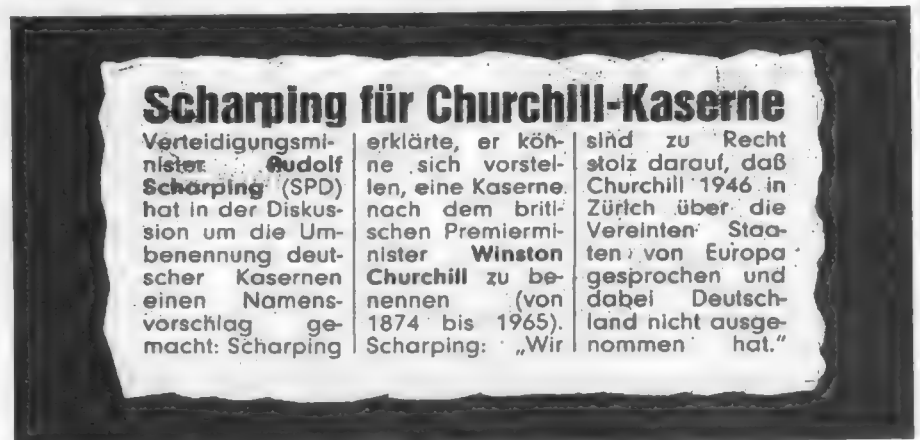 Scharping für Churchill-Kaserne
Verteidigungsmi-
nister Rudolf
Scharping (SPD)
hat in der Diskus-
sion um die Um-
benennung deut-
scher Kasernen
einen Namens-
vorschlag ge-
macht: Scharping
erklärte, er kön-
ne sich vorstel-
len, eine Kaserne
nach dem briti-
schen Premiermi-
nister Winston
Churchill zu be-
nennen (von
1874 bis 1965).
Scharping: „Wir
sind zu Recht
stolz darauf, daß
Churchill 1946 in
Zürich über die
Vereinten Staa-
ten von Europa
gesprochen und
dabei Deutsch-
land nicht ausge-
nommen hat."